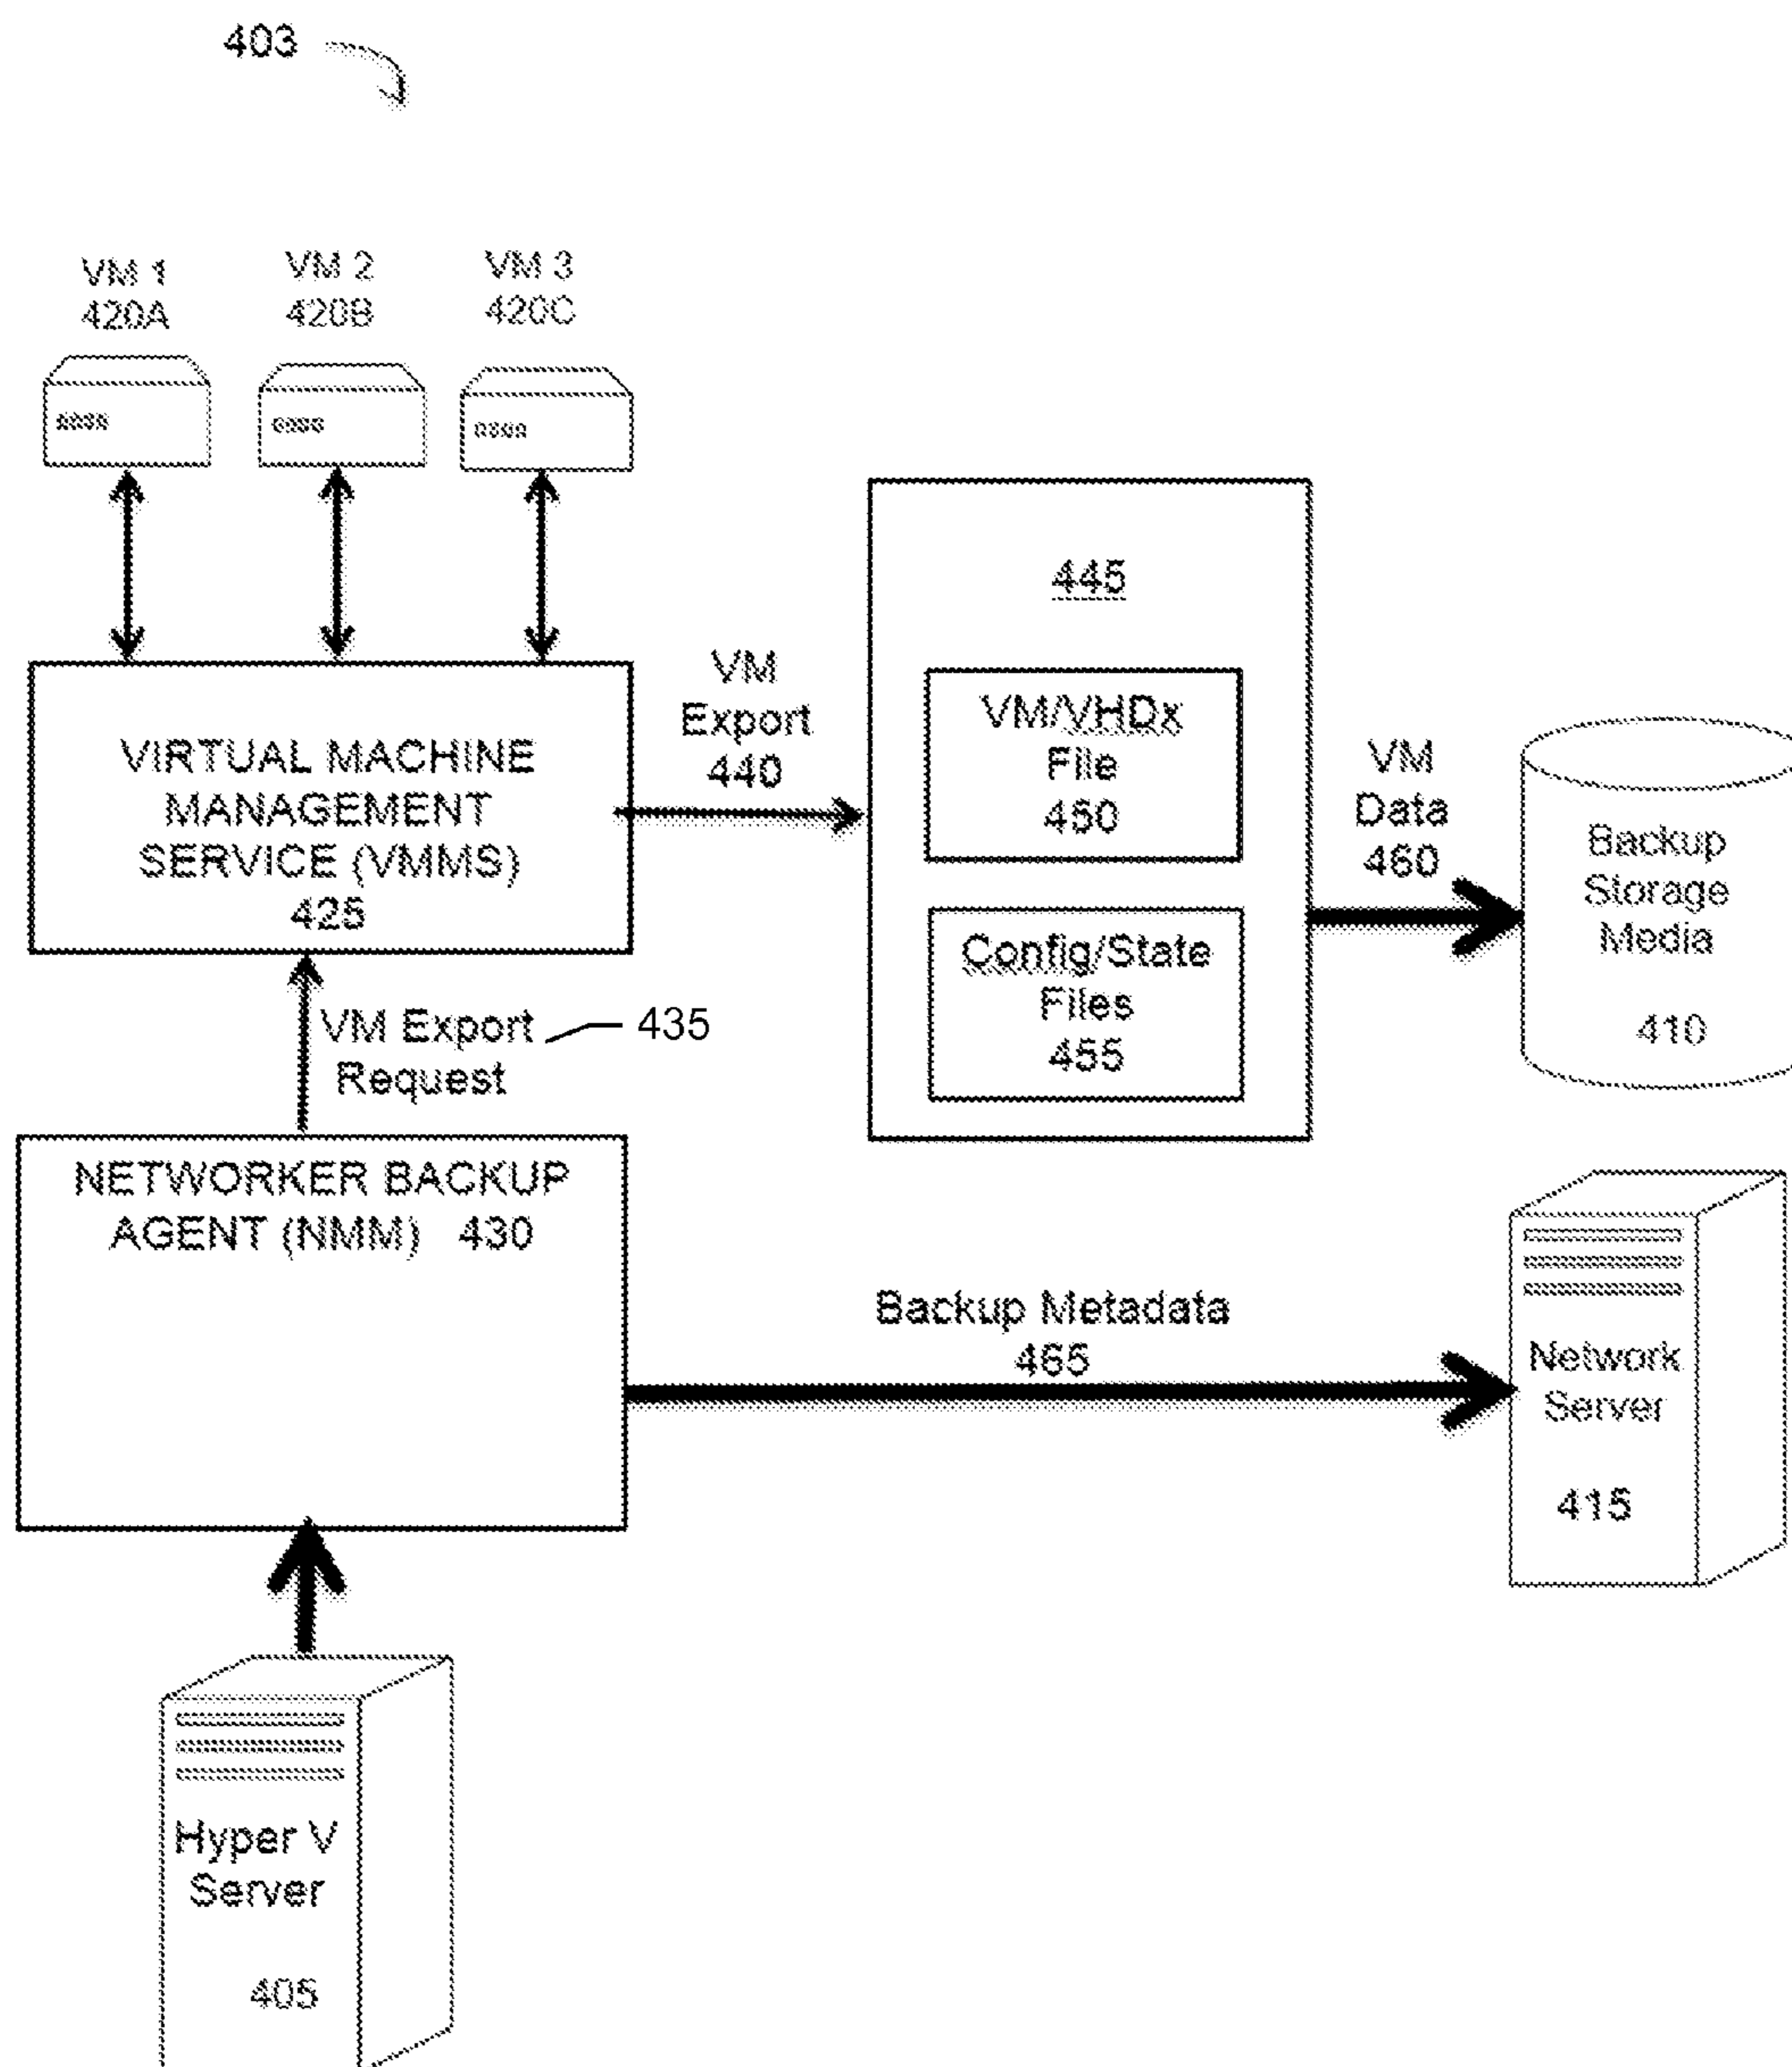 403
VM 1
420A
VM 2
420B
VM 3
420C
VIRTUAL MACHINE
MANAGEMENT
SERVICE (VMMS)
425
VM
Export
440
445
VM/VHDx
File
450
Config/State
Files
455
VM
Data
460
Backup
Storage
Media
410
VM Export
Request
435
NETWORKER BACKUP
AGENT (NMM) 430
Backup Metadata
465
Network
Server
415
Hyper V
Server
405